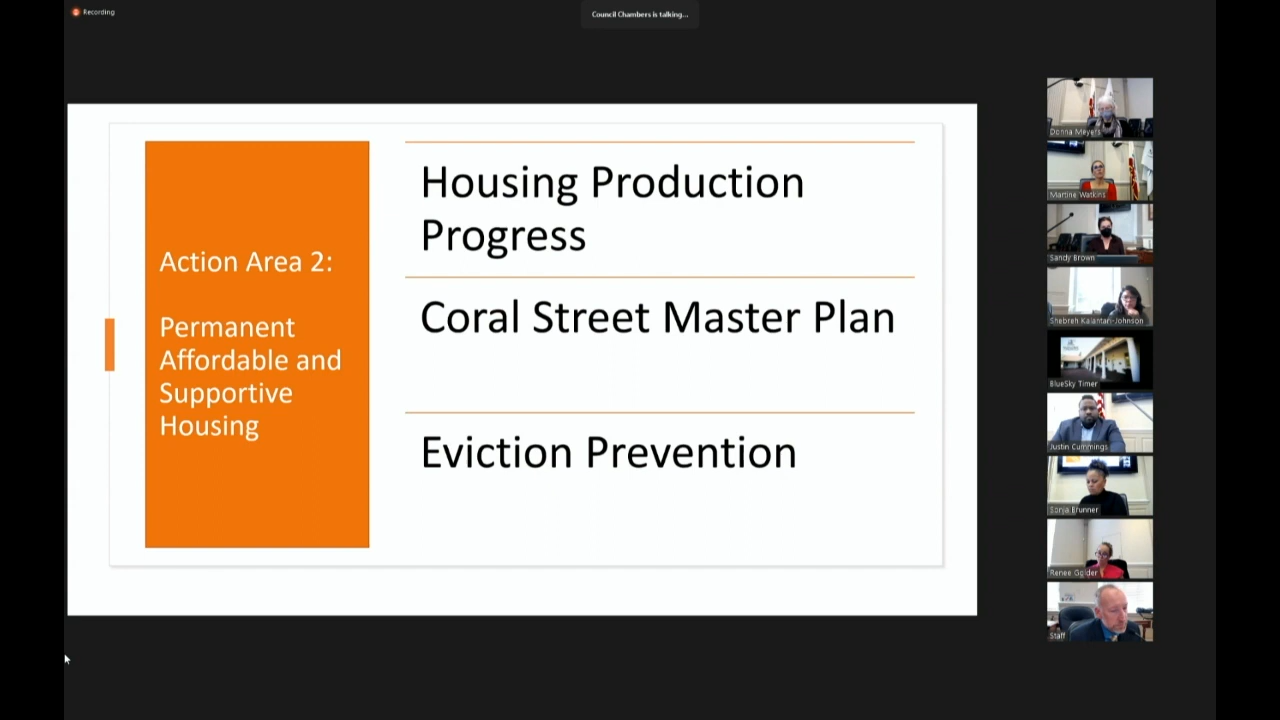 Recording
Council Chambers is talking...
Action Area 2:
Permanent
Affordable and
Supportive
Housing
Housing Production
Progress
Coral Street Master Plan
Eviction Prevention
Donna Meyers
Martine Watkins
Sandy Brown
Shebreh Kalantari-Johnson
BlueSky Timer
Justin Cummings
Sonja Brunner
Renee Golder
Staff